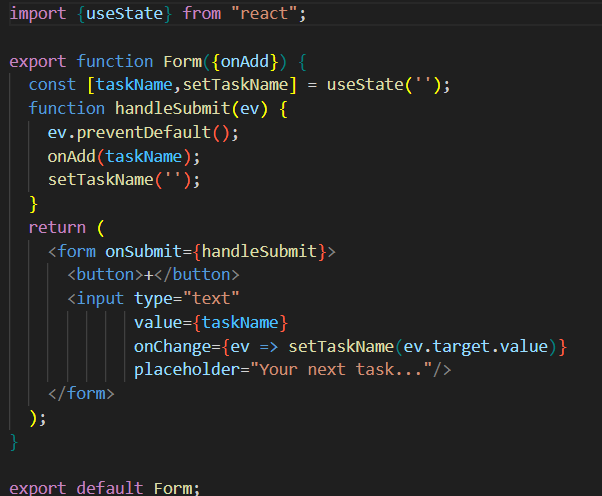 import {useState} from "react";
export function Form({onAdd}) {
const [taskName,setTaskName] = useState('');
function handleSubmit(ev) {
ev.preventDefault();
onAdd(taskName);
setTaskName('');
}
return (
<form onSubmit={handleSubmit}>
<button>+</button>
<input type="text"
value={taskName}
onChange={ev => setTaskName(ev.target.value)}
placeholder="Your next task..."/>
</form>
);
}
export default Form;